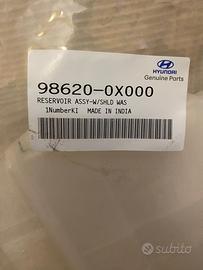 HYUNDAI
Genuine Parts
98620-0X000
RESERVOIR ASSY-W/SHLD WAS
1NumberKI MADE IN INDIA
subito